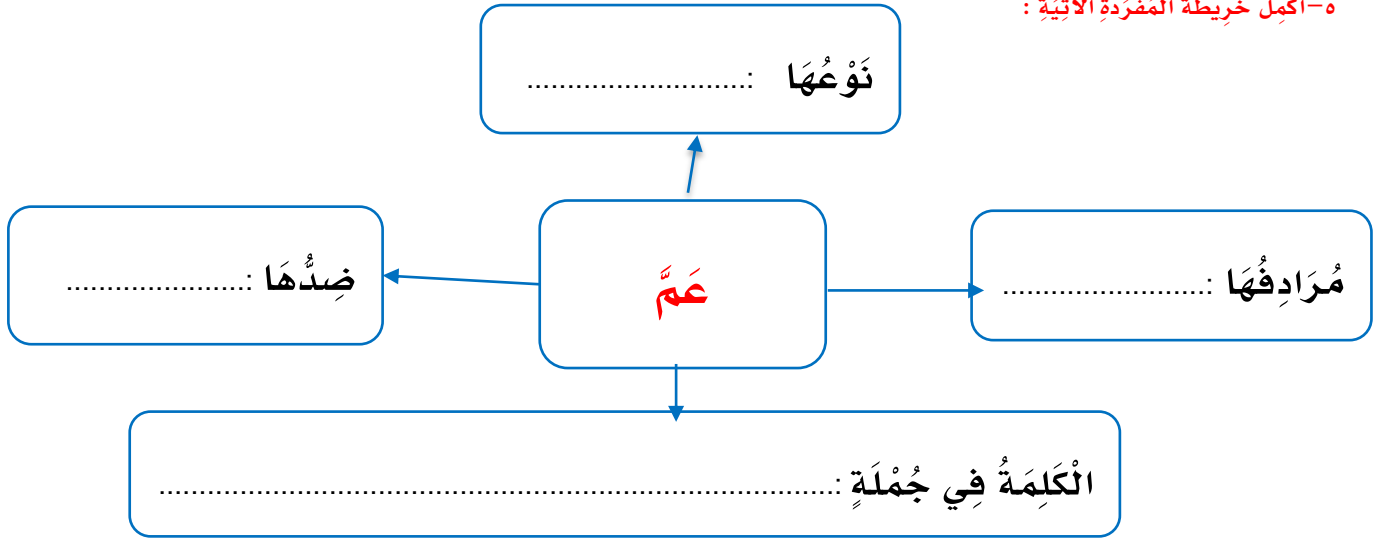 ٥-أكمل خريطة المفردة الآتية :
نَوْعُهَا :...........................
مُرَادِفُهَا :.........................
عَمَّ
ضِدُّهَا :......................
الْكَلِمَةُ فِي جُمْلَةٍ :....................................................................................